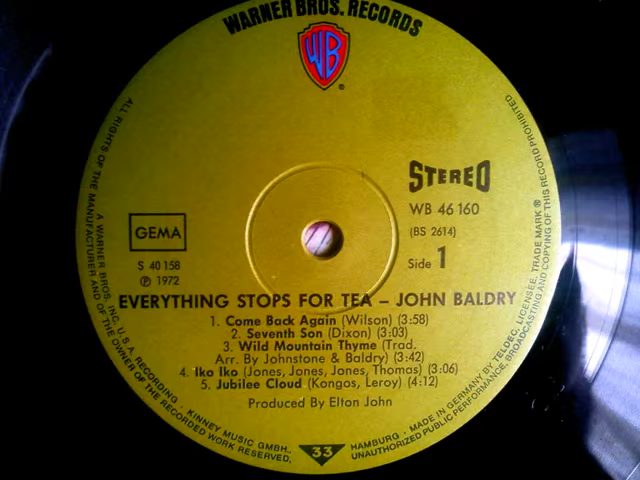 WARNER BROS. RECORDS
WB
®
STEREO
WB 46 160
(BS 2614)
Side 1
GEMA
S 40 158
℗ 1972
EVERYTHING STOPS FOR TEA – JOHN BALDRY
1. Come Back Again (Wilson) (3:58)
2. Seventh Son (Dixon) (3:03)
3. Wild Mountain Thyme (Trad.
Arr. By Johnstone & Baldry) (3:42)
4. Iko Iko (Jones, Jones, Jones, Thomas) (3:06)
5. Jubilee Cloud (Kongos, Leroy) (4:12)
Produced By Elton John
33
ALL RIGHTS OF THE MANUFACTURER AND OF THE OWNER OF THE RECORDED WORK RESERVED,
UNAUTHORIZED PUBLIC PERFORMANCE, BROADCASTING AND COPYING OF THIS RECORD PROHIBITED
A WARNER BROS. INC. U.S.A. RECORDING · KINNEY MUSIC GMBH.,
HAMBURG · MADE IN GERMANY BY TELDEC, LICENSEE, TRADE MARK ®